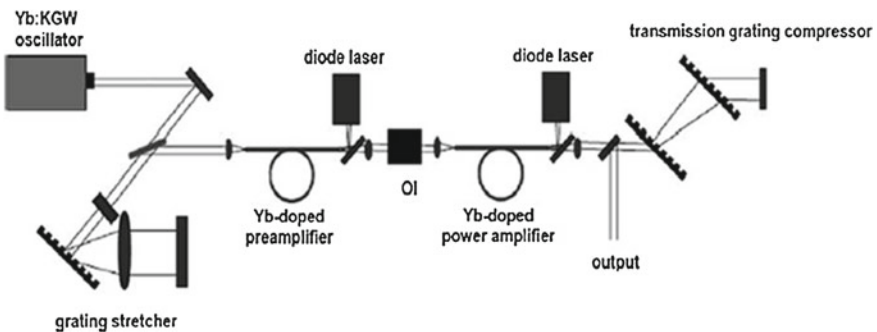 Yb:KGW
oscillator
diode laser
diode laser
transmission grating compressor
OI
Yb-doped
preamplifier
Yb-doped
power amplifier
output
grating stretcher